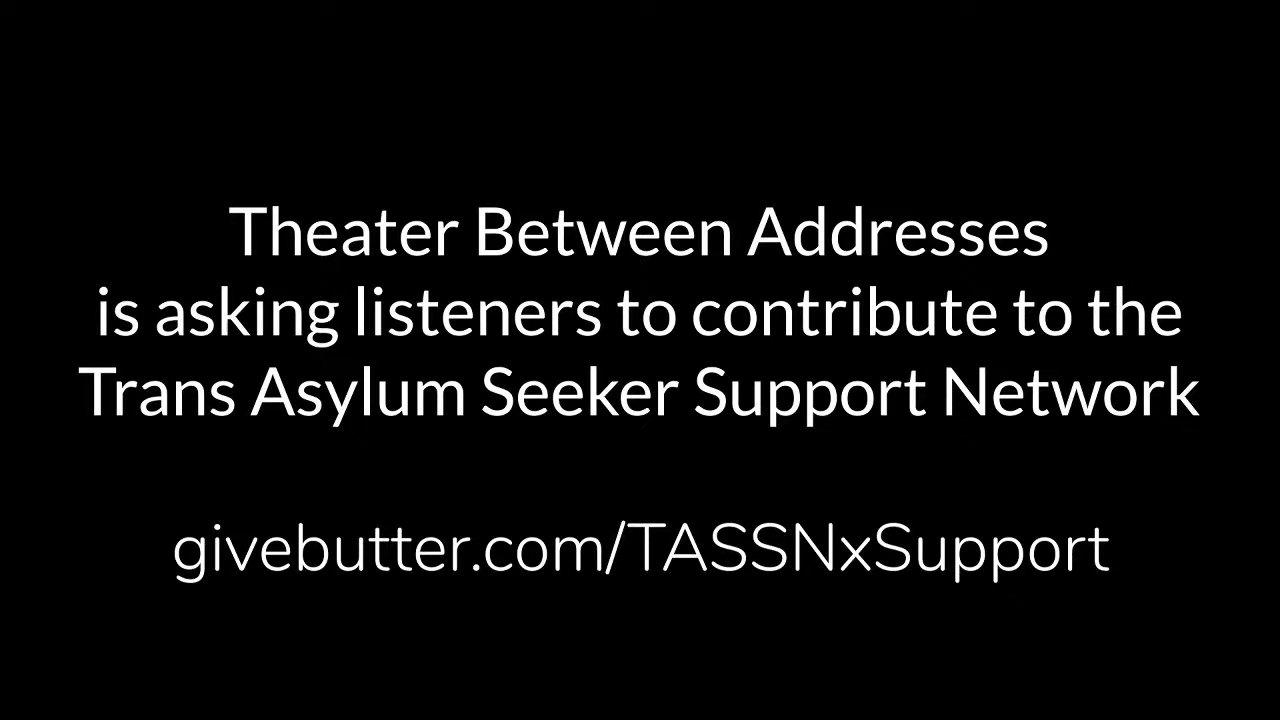 Theater Between Addresses
is asking listeners to contribute to the
Trans Asylum Seeker Support Network
givebutter.com/TASSNxSupport